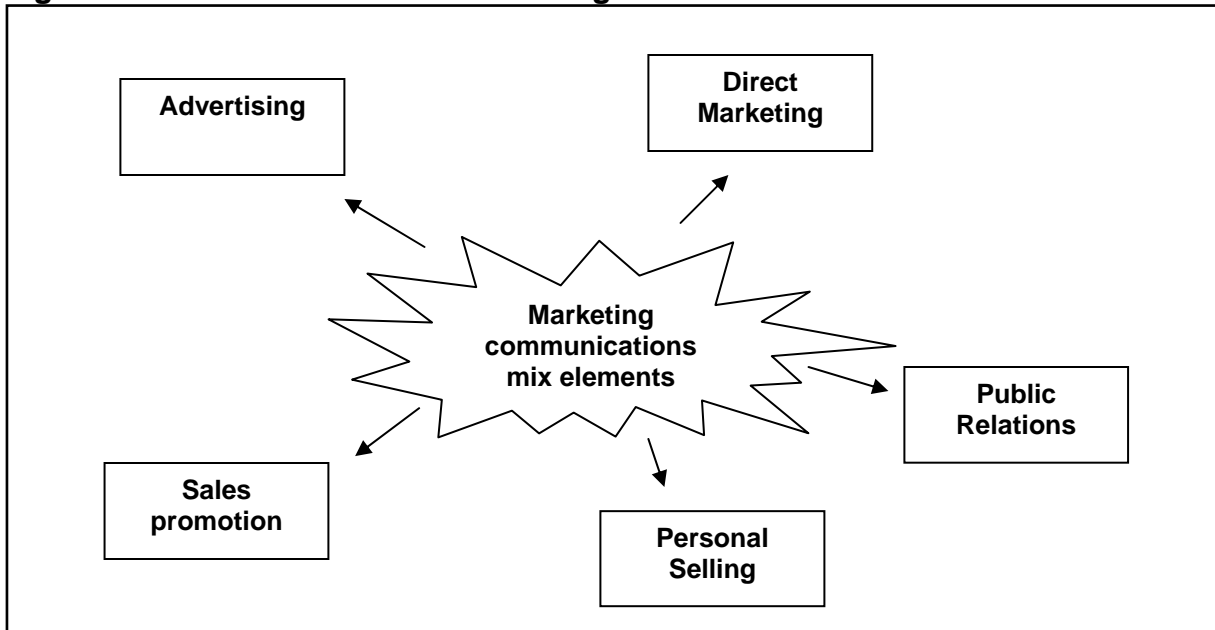 Advertising
Direct
Marketing
Marketing
communications
mix elements
Public
Relations
Sales
promotion
Personal
Selling